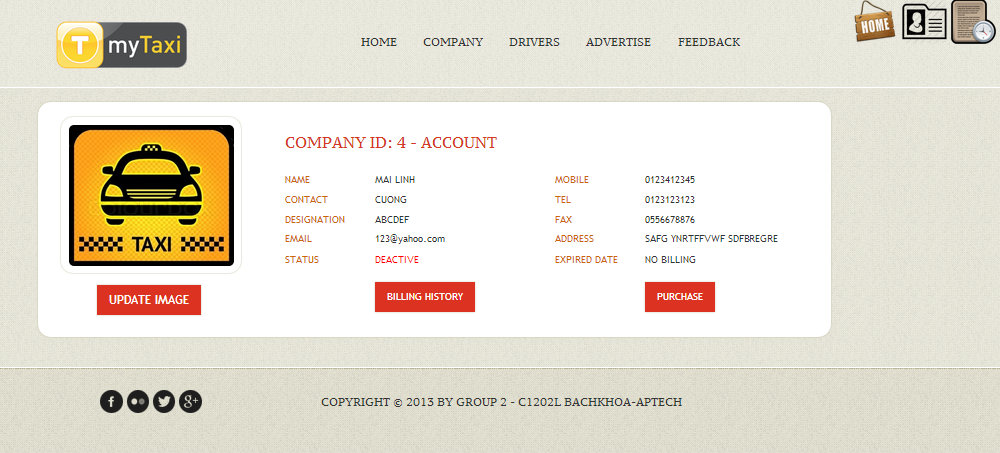 T myTaxi
HOME COMPANY DRIVERS ADVERTISE FEEDBACK
HOME
COMPANY ID: 4 - ACCOUNT
NAME MAI LINH MOBILE 0123412345
CONTACT CUONG TEL 0123123123
DESIGNATION ABCDEF FAX 0556678876
EMAIL 123@yahoo.com ADDRESS SAFG YNRTFFVWF SDFBREGRE
STATUS DEACTIVE EXPIRED DATE NO BILLING
TAXI
UPDATE IMAGE
BILLING HISTORY PURCHASE
COPYRIGHT © 2013 BY GROUP 2 - C1202L BACHKHOA-APTECH